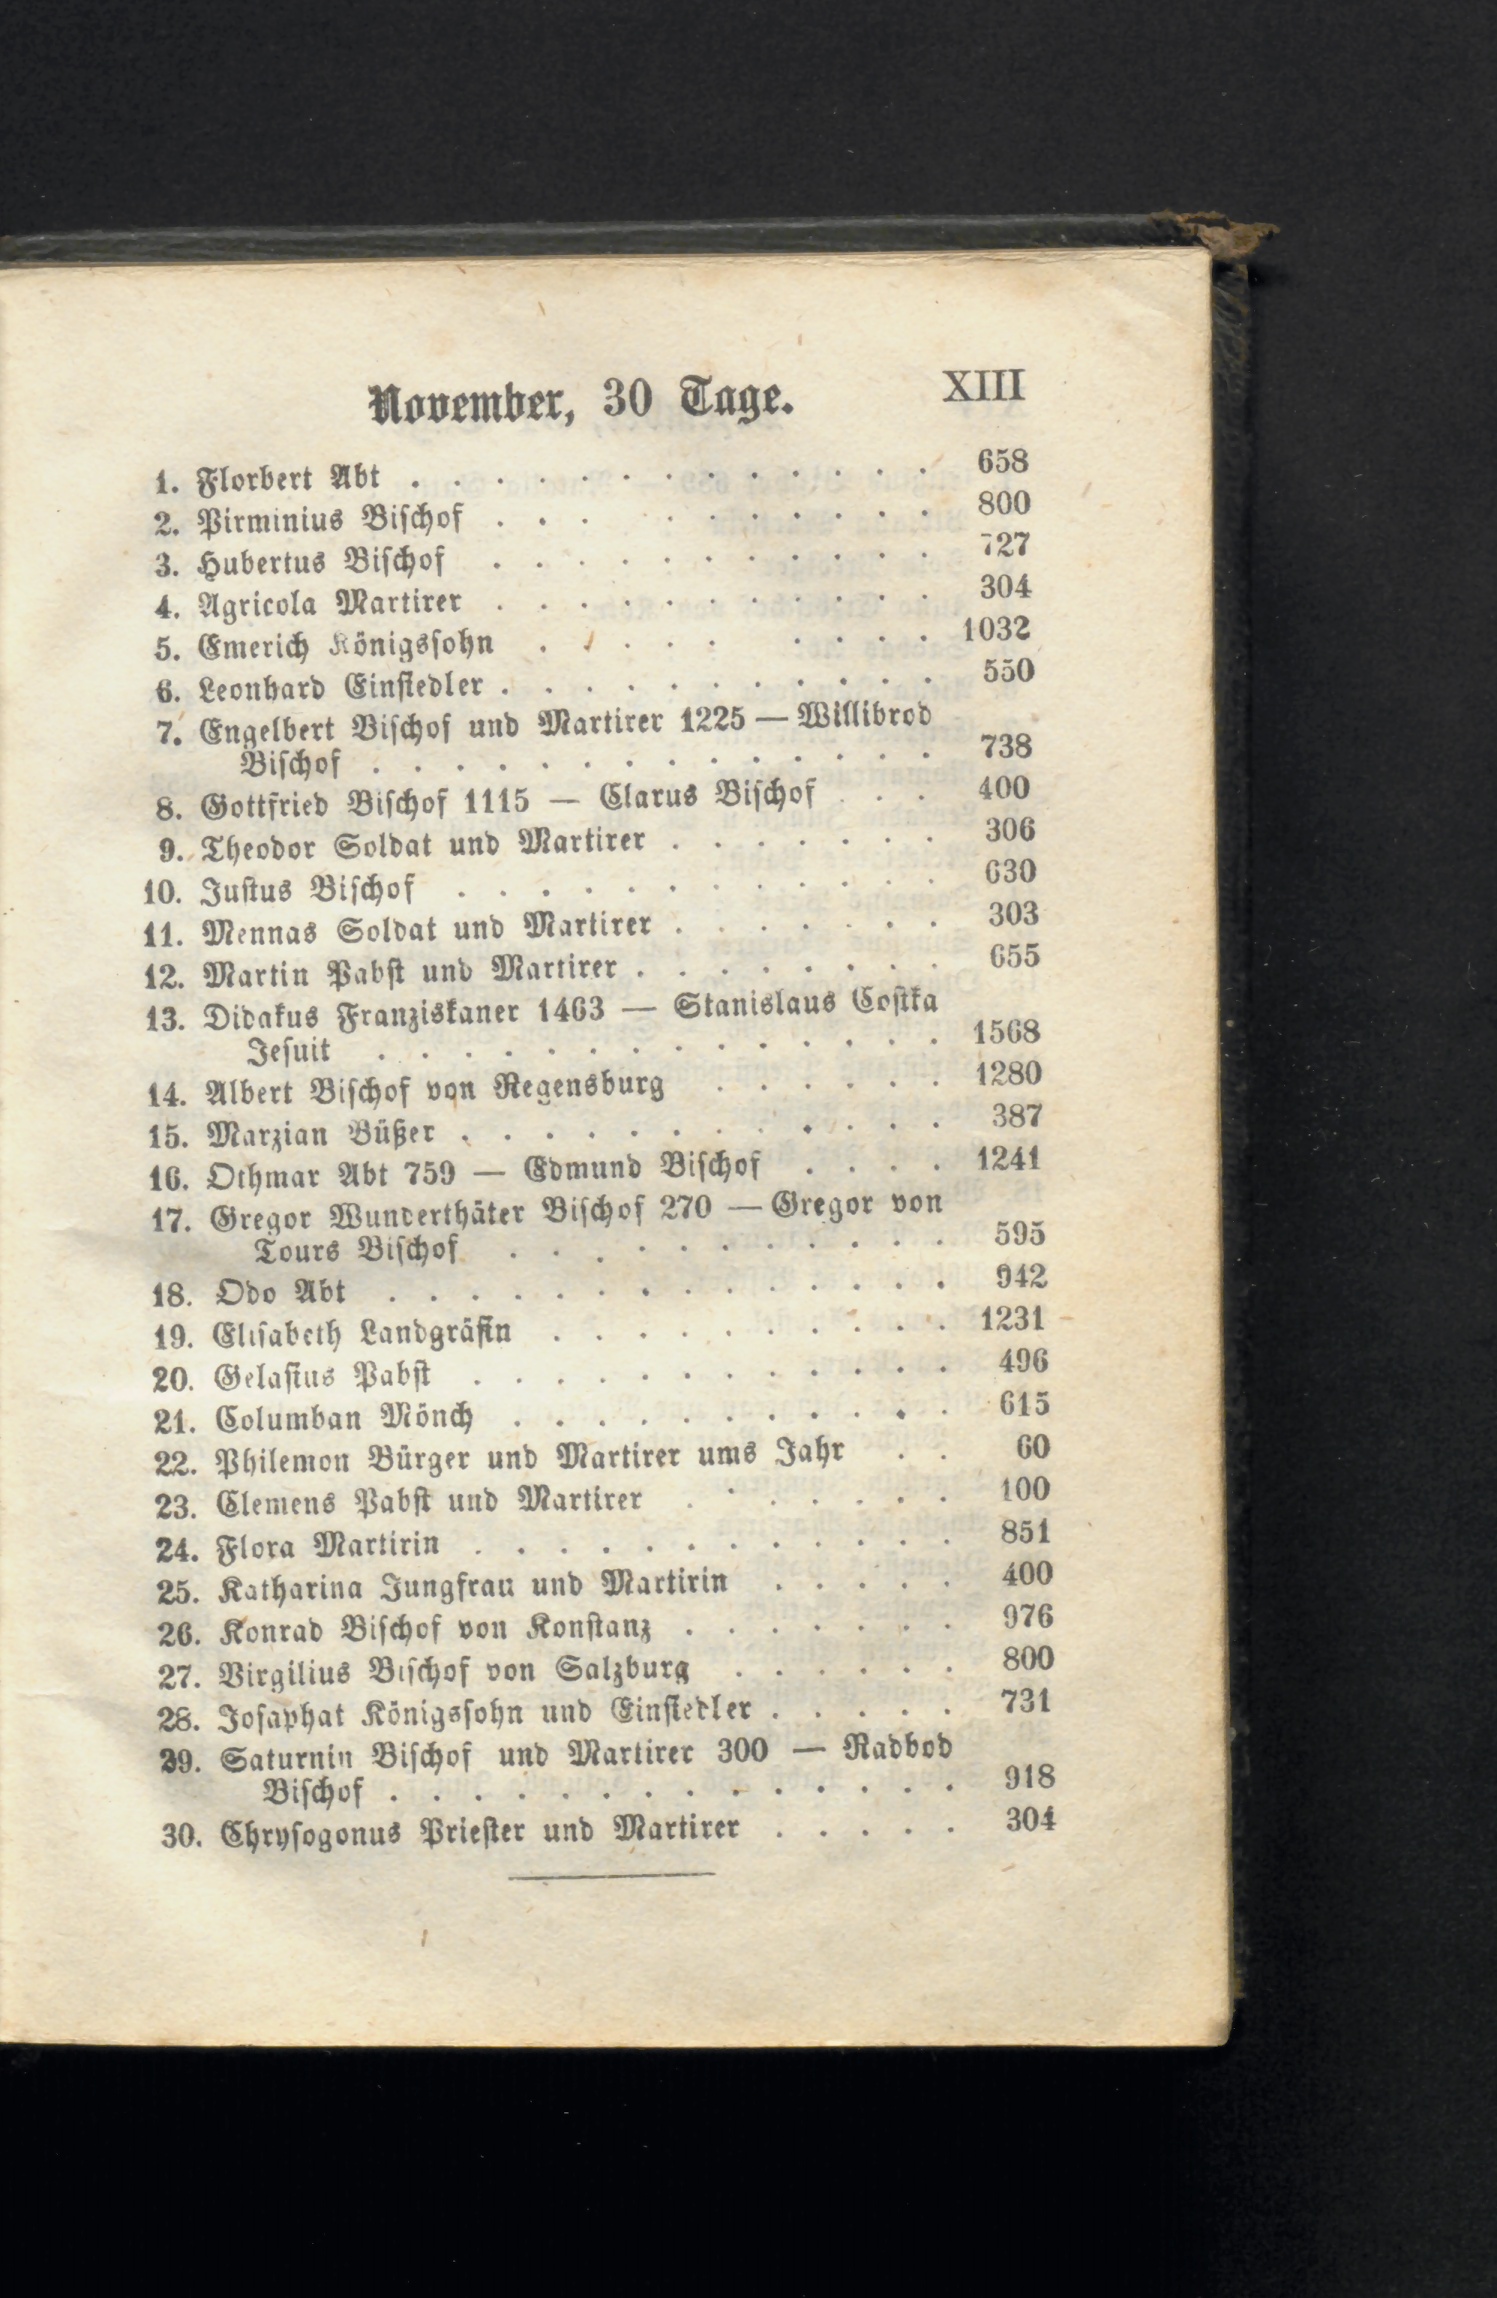 November, 30 Tage. XIII
1. Florbert Abt . . . . . . . . . . . . . 658
2. Pirminius Bischof . . . . . . . . . . . 800
3. Hubertus Bischof . . . . . . . . . . . 727
4. Agricola Martirer . . . . . . . . . . . 304
5. Emerich Königssohn . . . . . . . . . 1032
6. Leonhard Einsiedler . . . . . . . . . . . 550
7. Engelbert Bischof und Martirer 1225 — Willibrod
Bischof . . . . . . . . . . . . . . 738
8. Gottfried Bischof 1115 — Clarus Bischof . . . 400
9. Theodor Soldat und Martirer . . . . . . . 306
10. Justus Bischof . . . . . . . . . . . . 630
11. Mennas Soldat und Martirer . . . . . . . 303
12. Martin Pabst und Martirer . . . . . . . . 655
13. Didakus Franziskaner 1463 — Stanislaus Costka
Jesuit . . . . . . . . . . . . . . 1568
14. Albert Bischof von Regensburg . . . . . . 1280
15. Marzian Büßer . . . . . . . . . . . . 387
16. Othmar Abt 759 — Edmund Bischof . . . . 1241
17. Gregor Wunderthäter Bischof 270 — Gregor von
Tours Bischof . . . . . . . . . . . 595
18. Odo Abt . . . . . . . . . . . . . . 942
19. Elisabeth Landgräfin . . . . . . . . . . 1231
20. Gelasius Pabst . . . . . . . . . . . . 496
21. Columban Mönch . . . . . . . . . . . 615
22. Philemon Bürger und Martirer ums Jahr . . 60
23. Clemens Pabst und Martirer . . . . . . . 100
24. Flora Martirin . . . . . . . . . . . . 851
25. Katharina Jungfrau und Martirin . . . . . 400
26. Konrad Bischof von Konstanz . . . . . . . 976
27. Virgilius Bischof von Salzburg . . . . . . 800
28. Josaphat Königssohn und Einsiedler . . . . . 731
39. Saturnin Bischof und Martirer 300 — Radbod
Bischof . . . . . . . . . . . . . . 918
30. Chrysogonus Priester und Martirer . . . . . 304